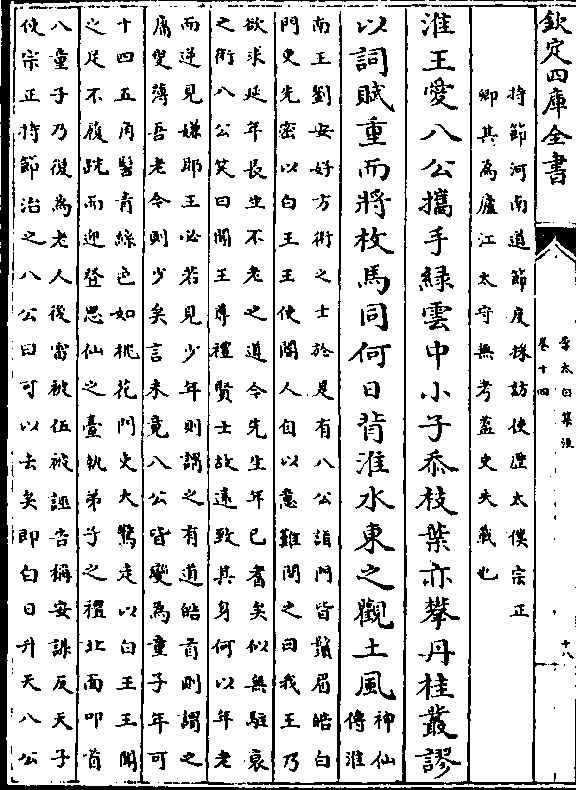 欽定四庫全書
李太白集注
卷十四
十八
持節河南道節度採訪使遷太僕宗正
卿其為廬江太守無考蓋史失載也
淮王愛八公攜手綠雲中小子忝枝葉亦攀丹桂叢謬
以詞賦重而將枚馬同何日背淮水東之觀土風
神仙
傳淮
南王劉安好方術之士於是有八公詣門皆鬚眉皓白
門吏先密以白王王使閽人自以意難問之曰我王乃
欲求延年長生不老之道今先生年已耆矣似無駐衰
之術八公笑曰聞王尊禮賢士故遠致其身何以年老
而逆見嫌耶王必若見少年則謂之有道皓首則謂之
庸叟薄吾老今則少矣言未竟八公皆變為童子年可
十四五角髻青絲色如桃花門吏大驚走以白王王聞
之足不履跣而迎登思仙之臺執弟子之禮北面叩首
八童子乃復為老人後雷被伍被誣告稱安謀反天子
使宗正持節治之八公曰可以去矣即白日升天八公